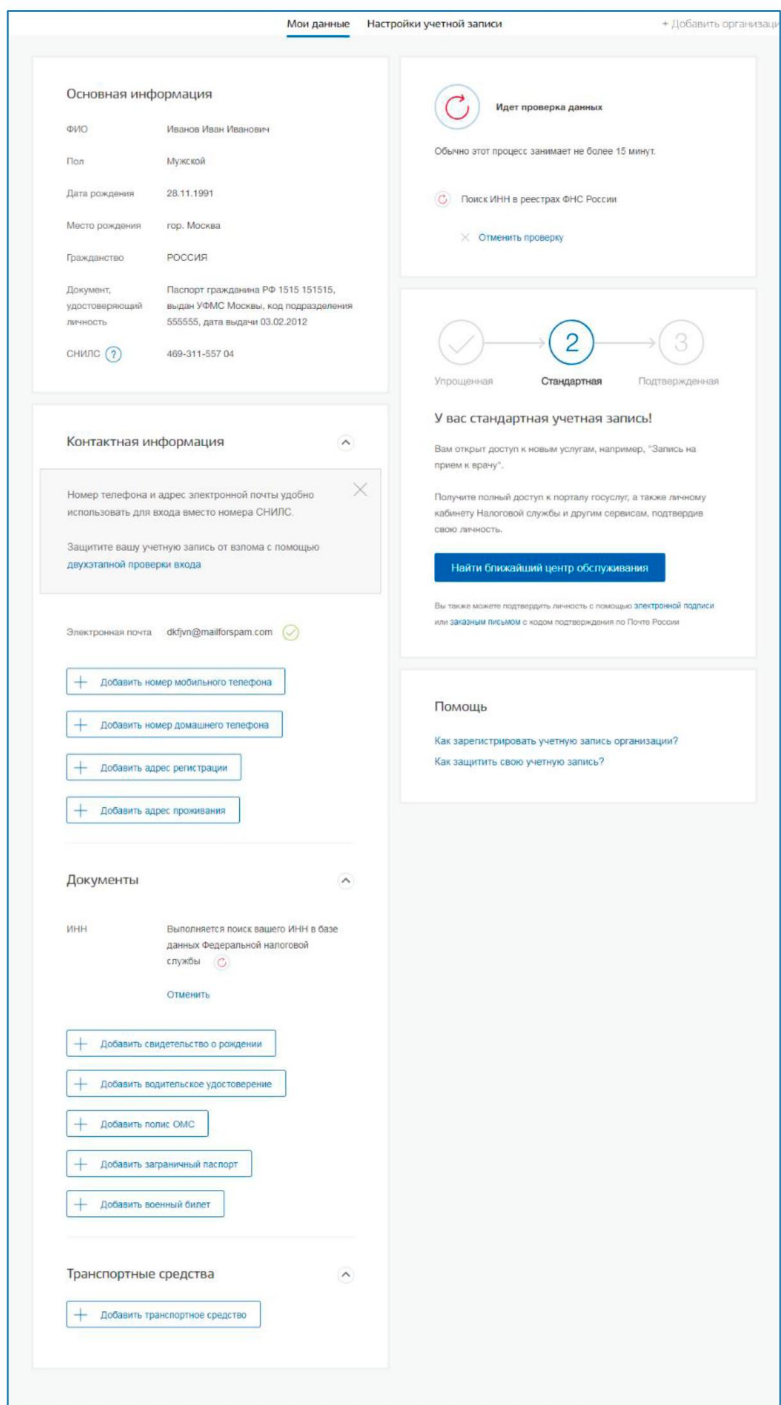 Мои данные
Настройки учетной записи
+ Добавить организаци
Основная информация
ФИО
Иванов Иван Иванович
Пол
Мужской
Дата рождения
28.11.1991
Место рождения
гор. Москва
Гражданство
РОССИЯ
Документ,
удостоверяющий
личность
Паспорт гражданина РФ 1515 151515,
выдан УФМС Москвы, код подразделения
555555, дата выдачи 03.02.2012
СНИЛС ?
469-311-557 04
Контактная информация
Номер телефона и адрес электронной почты удобно
использовать для входа вместо номера СНИЛС.
Защитите вашу учетную запись от взлома с помощью
двухэтапной проверки входа
Электронная почта
dkfjvn@mailforspam.com
Добавить номер мобильного телефона
Добавить номер домашнего телефона
Добавить адрес регистрации
Добавить адрес проживания
Документы
ИНН
Выполняется поиск вашего ИНН в базе
данных Федеральной налоговой
службы
Отменить
Добавить свидетельство о рождении
Добавить водительское удостоверение
Добавить полис ОМС
Добавить заграничный паспорт
Добавить военный билет
Транспортные средства
Добавить транспортное средство
Идет проверка данных
Обычно этот процесс занимает не более 15 минут.
Поиск ИНН в реестрах ФНС России
Отменить проверку
2
3
Упрощенная
Стандартная
Подтвержденная
У вас стандартная учетная запись!
Вам открыт доступ к новым услугам, например, "Запись на
прием к врачу".
Получите полный доступ к порталу госуслуг, а также личному
кабинету Налоговой службы и другим сервисам, подтвердив
свою личность.
Найти ближайший центр обслуживания
Вы также можете подтвердить личность с помощью электронной подписи
или заказным письмом с кодом подтверждения по Почте России
Помощь
Как зарегистрировать учетную запись организации?
Как защитить свою учетную запись?